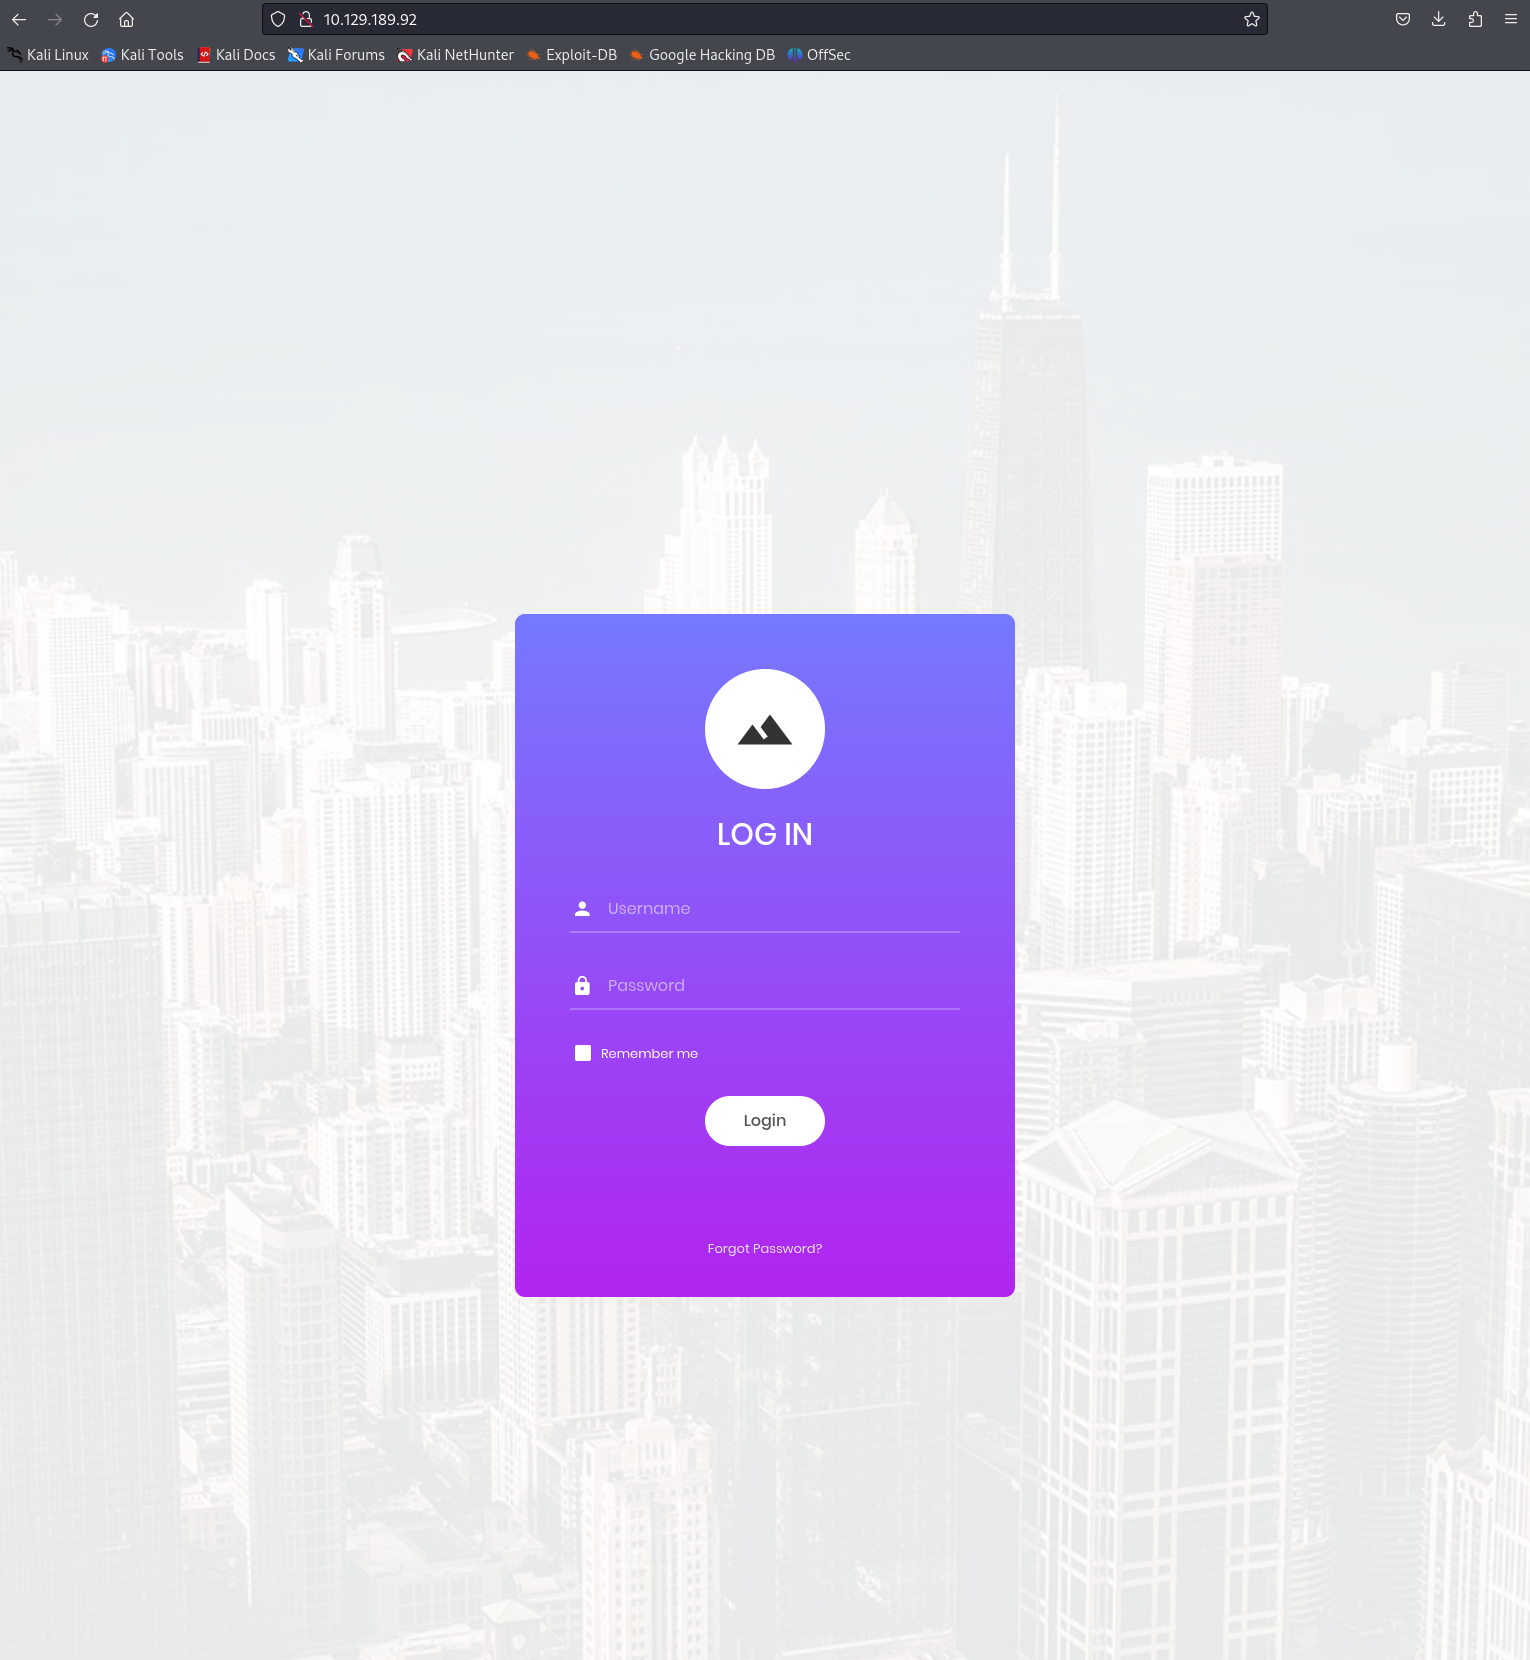 10.129.189.92
Kali Linux Kali Tools Kali Docs Kali Forums Kali NetHunter Exploit-DB Google Hacking DB OffSec
LOG IN
Username
Password
Remember me
Login
Forgot Password?